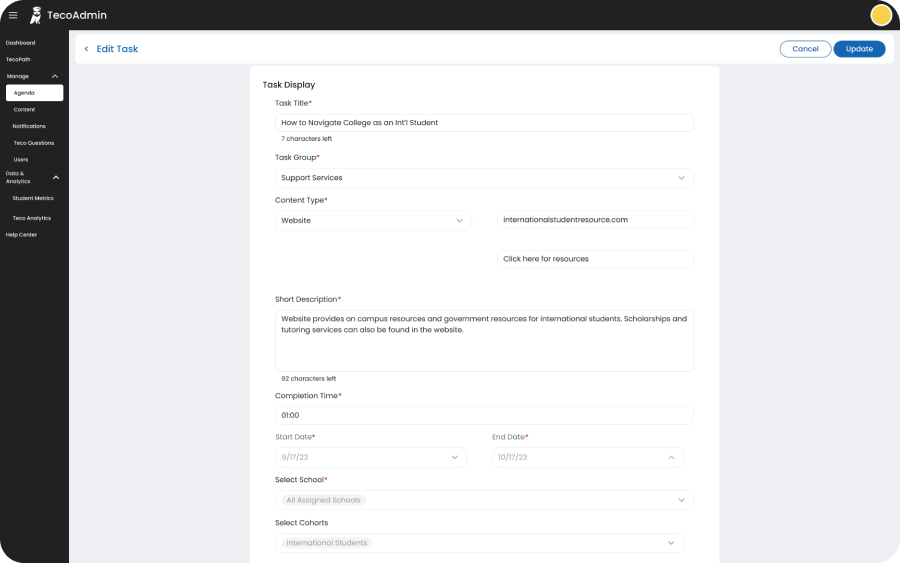 TecoAdmin
Dashboard
TecoPath
Manage
Agenda
Content
Notifications
Teco Questions
Users
Data &
Analytics
Student Metrics
Teco Analytics
Help Center
Edit Task
Cancel
Update
Task Display
Task Title*
How to Navigate College as an Int'l Student
7 characters left
Task Group*
Support Services
Content Type*
Website
internationalstudentresource.com
Click here for resources
Short Description*
Website provides on campus resources and government resources for international students. Scholarships and
tutoring services can also be found in the website.
92 characters left
Completion Time*
01:00
Start Date*
End Date*
9/17/23
10/17/23
Select School*
All Assigned Schools
Select Cohorts
International Students